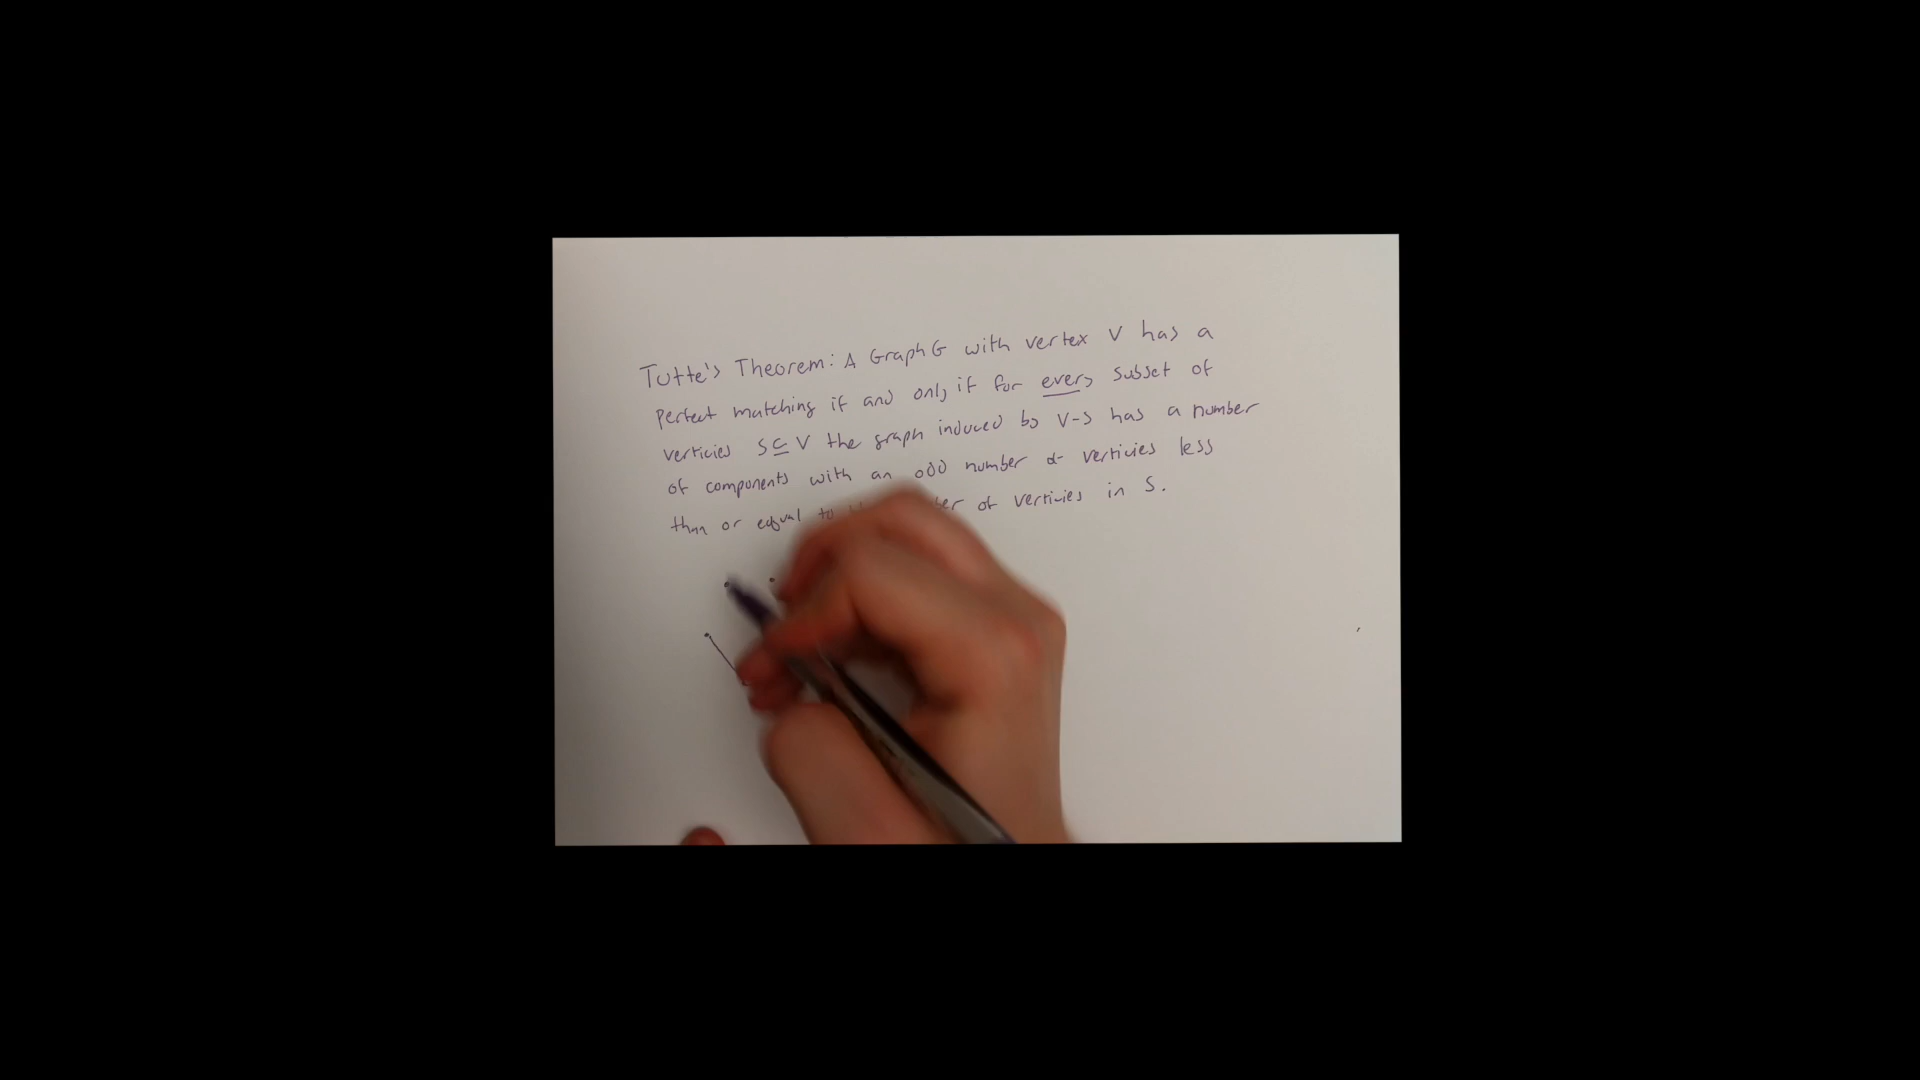 Tutte's Theorem: A Graph G with vertex V has a
Perfect matching if and only if for every subset of
verticies S ⊆ V the graph induced by V-S has a number
of components with an odd number of verticies less
than or equal to of verticies in S.